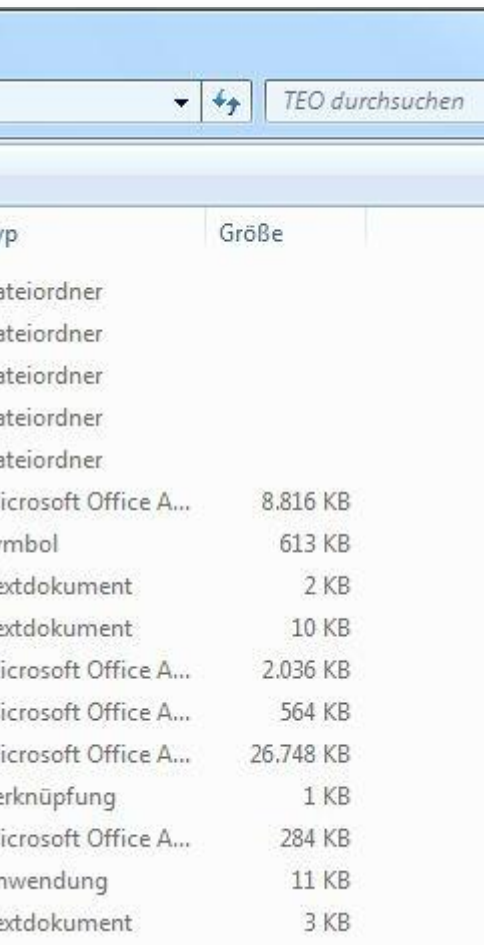 TEO durchsuchen
yp Größe
ateiordner
ateiordner
ateiordner
ateiordner
ateiordner
icrosoft Office A... 8.816 KB
ymbol 613 KB
extdokument 2 KB
extdokument 10 KB
icrosoft Office A... 2.036 KB
icrosoft Office A... 564 KB
icrosoft Office A... 26.748 KB
erknüpfung 1 KB
icrosoft Office A... 284 KB
nwendung 11 KB
extdokument 3 KB